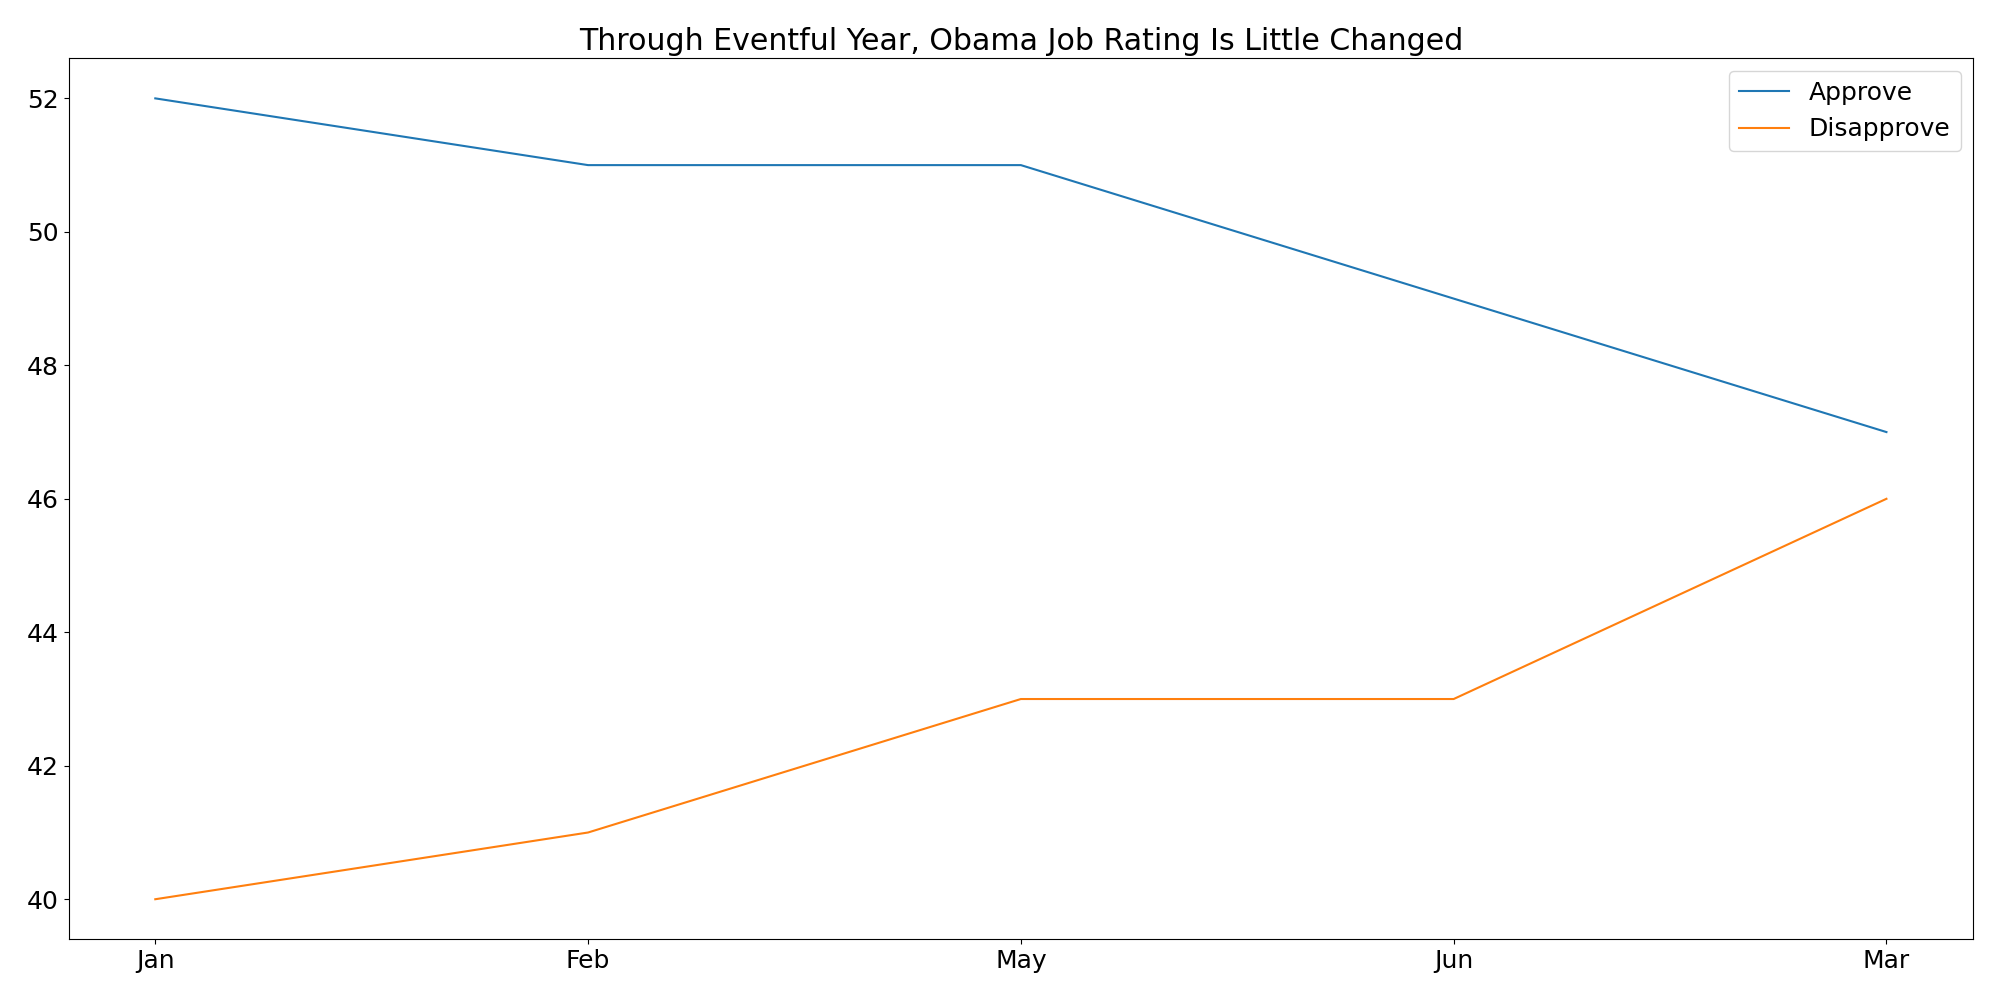 Through Eventful Year, Obama Job Rating Is Little Changed
Approve
Disapprove
52
50
48
46
44
42
40
Jan Feb May Jun Mar